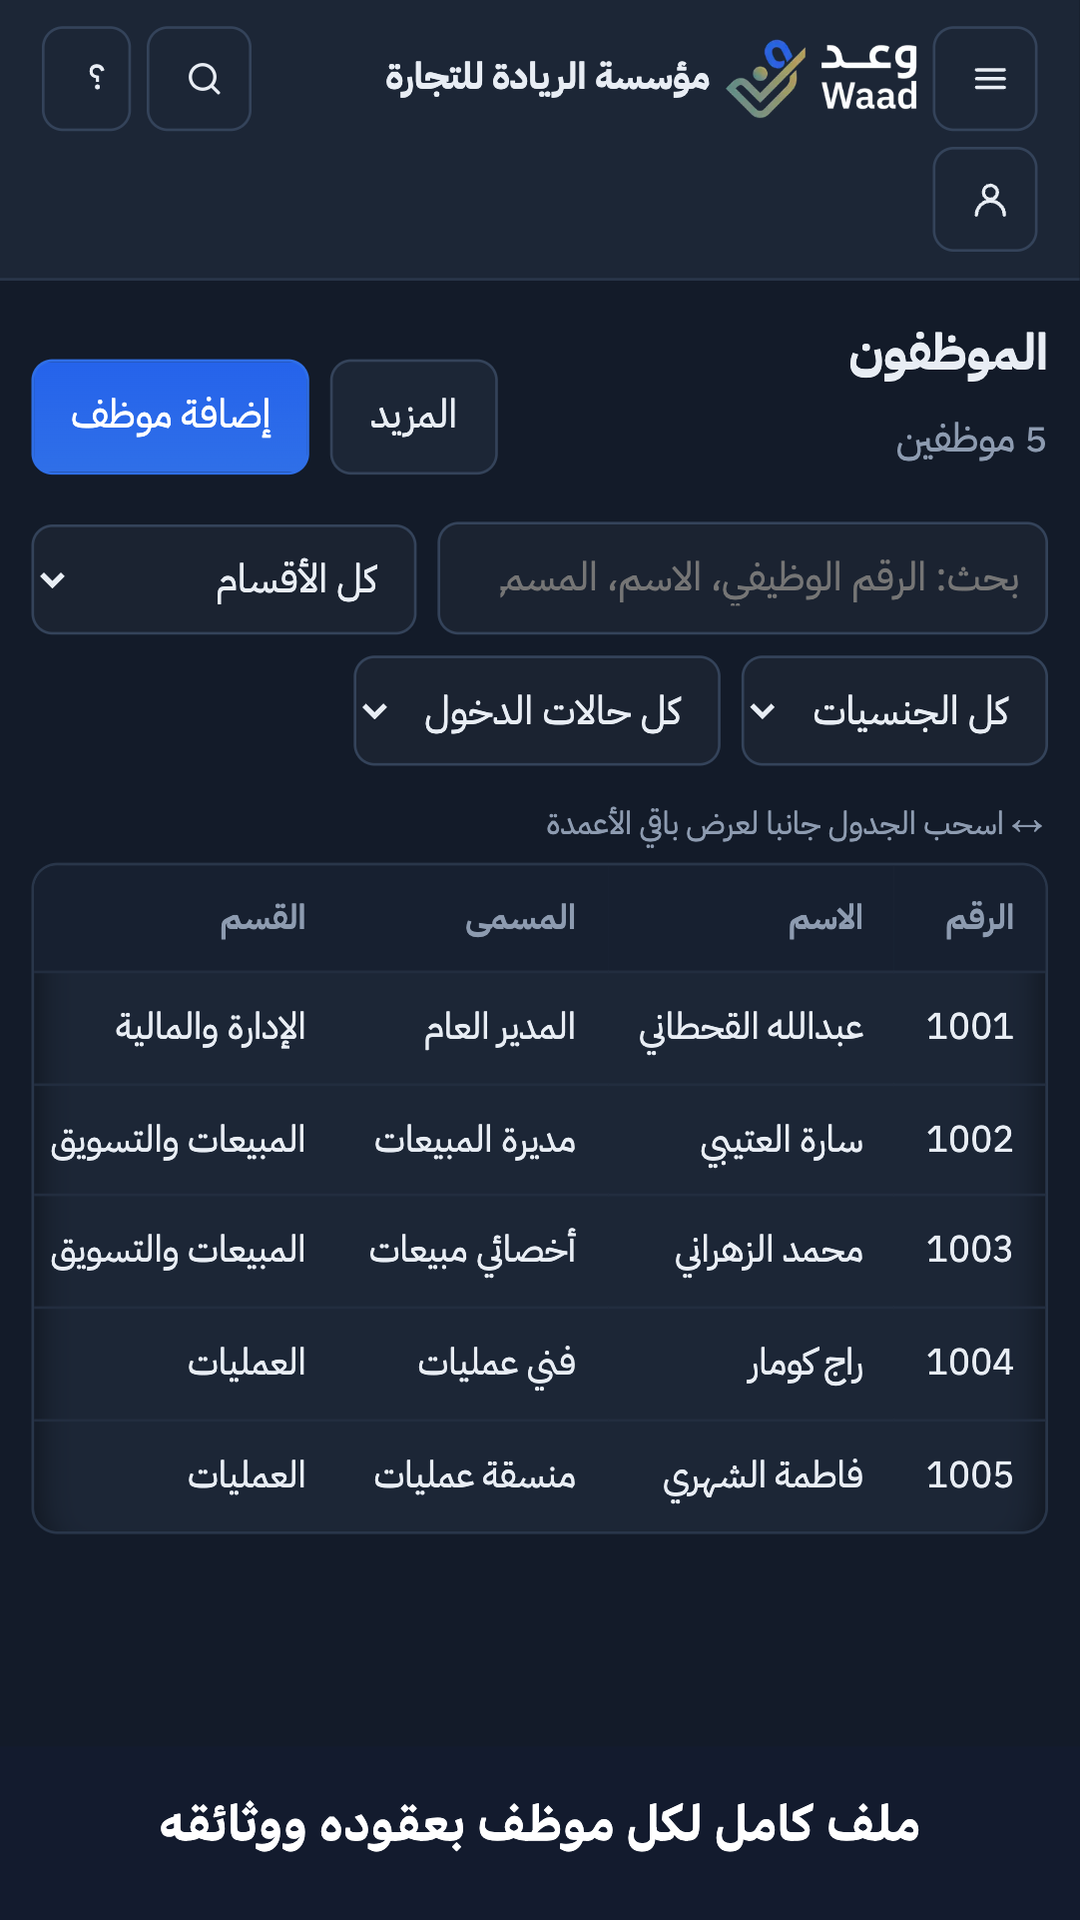 وعد
Waad
مؤسسة الريادة للتجارة
؟
الموظفون
5 موظفين
المزيد
إضافة موظف
بحث: الرقم الوظيفي، الاسم، المسم
كل الأقسام
كل الجنسيات
كل حالات الدخول
↔ اسحب الجدول جانبا لعرض باقي الأعمدة
الرقم الاسم المسمى القسم
1001 عبدالله القحطاني المدير العام الإدارة والمالية
1002 سارة العتيبي مديرة المبيعات المبيعات والتسويق
1003 محمد الزهراني أخصائي مبيعات المبيعات والتسويق
1004 راج كومار فني عمليات العمليات
1005 فاطمة الشهري منسقة عمليات العمليات
ملف كامل لكل موظف بعقوده ووثائقه